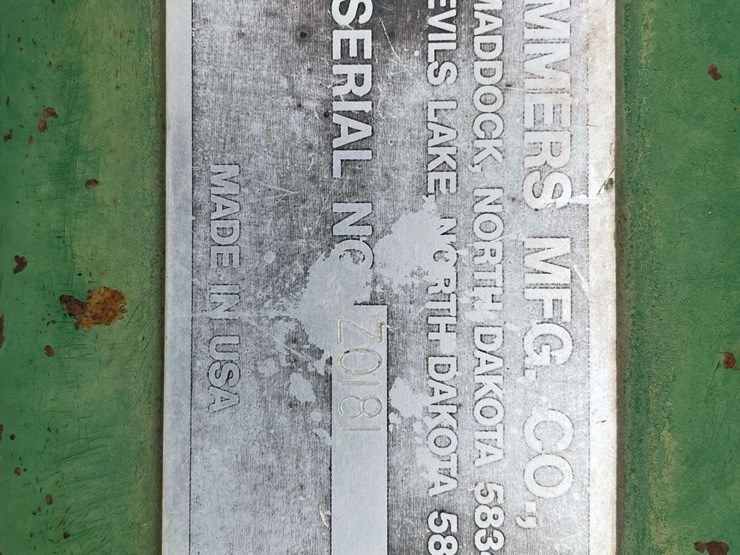 MMERS MFG. CO.,
MADDOCK, NORTH DAKOTA 583
EVILS LAKE, NORTH DAKOTA 58
SERIAL NO Z0181
MADE IN USA